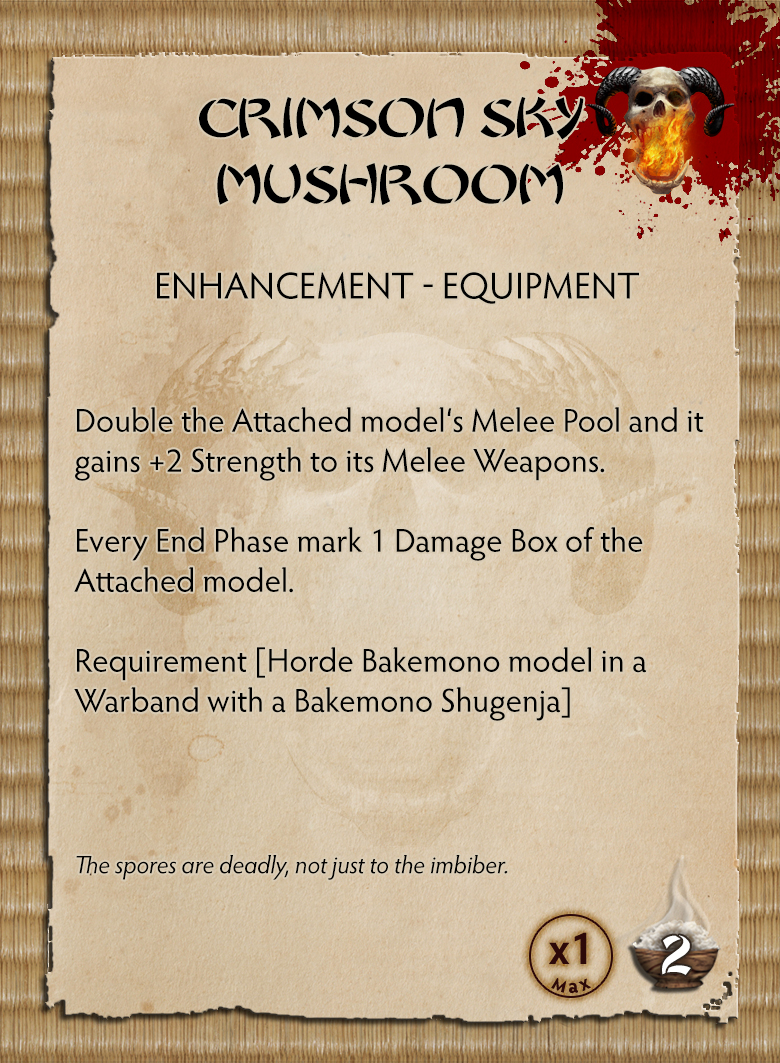 CRIMSON SKY
MUSHROOM
ENHANCEMENT - EQUIPMENT
Double the Attached model's Melee Pool and it
gains +2 Strength to its Melee Weapons.
Every End Phase mark 1 Damage Box of the
Attached model.
Requirement [Horde Bakemono model in a
Warband with a Bakemono Shugenja]
The spores are deadly, not just to the imbiber.
x1
Max
2